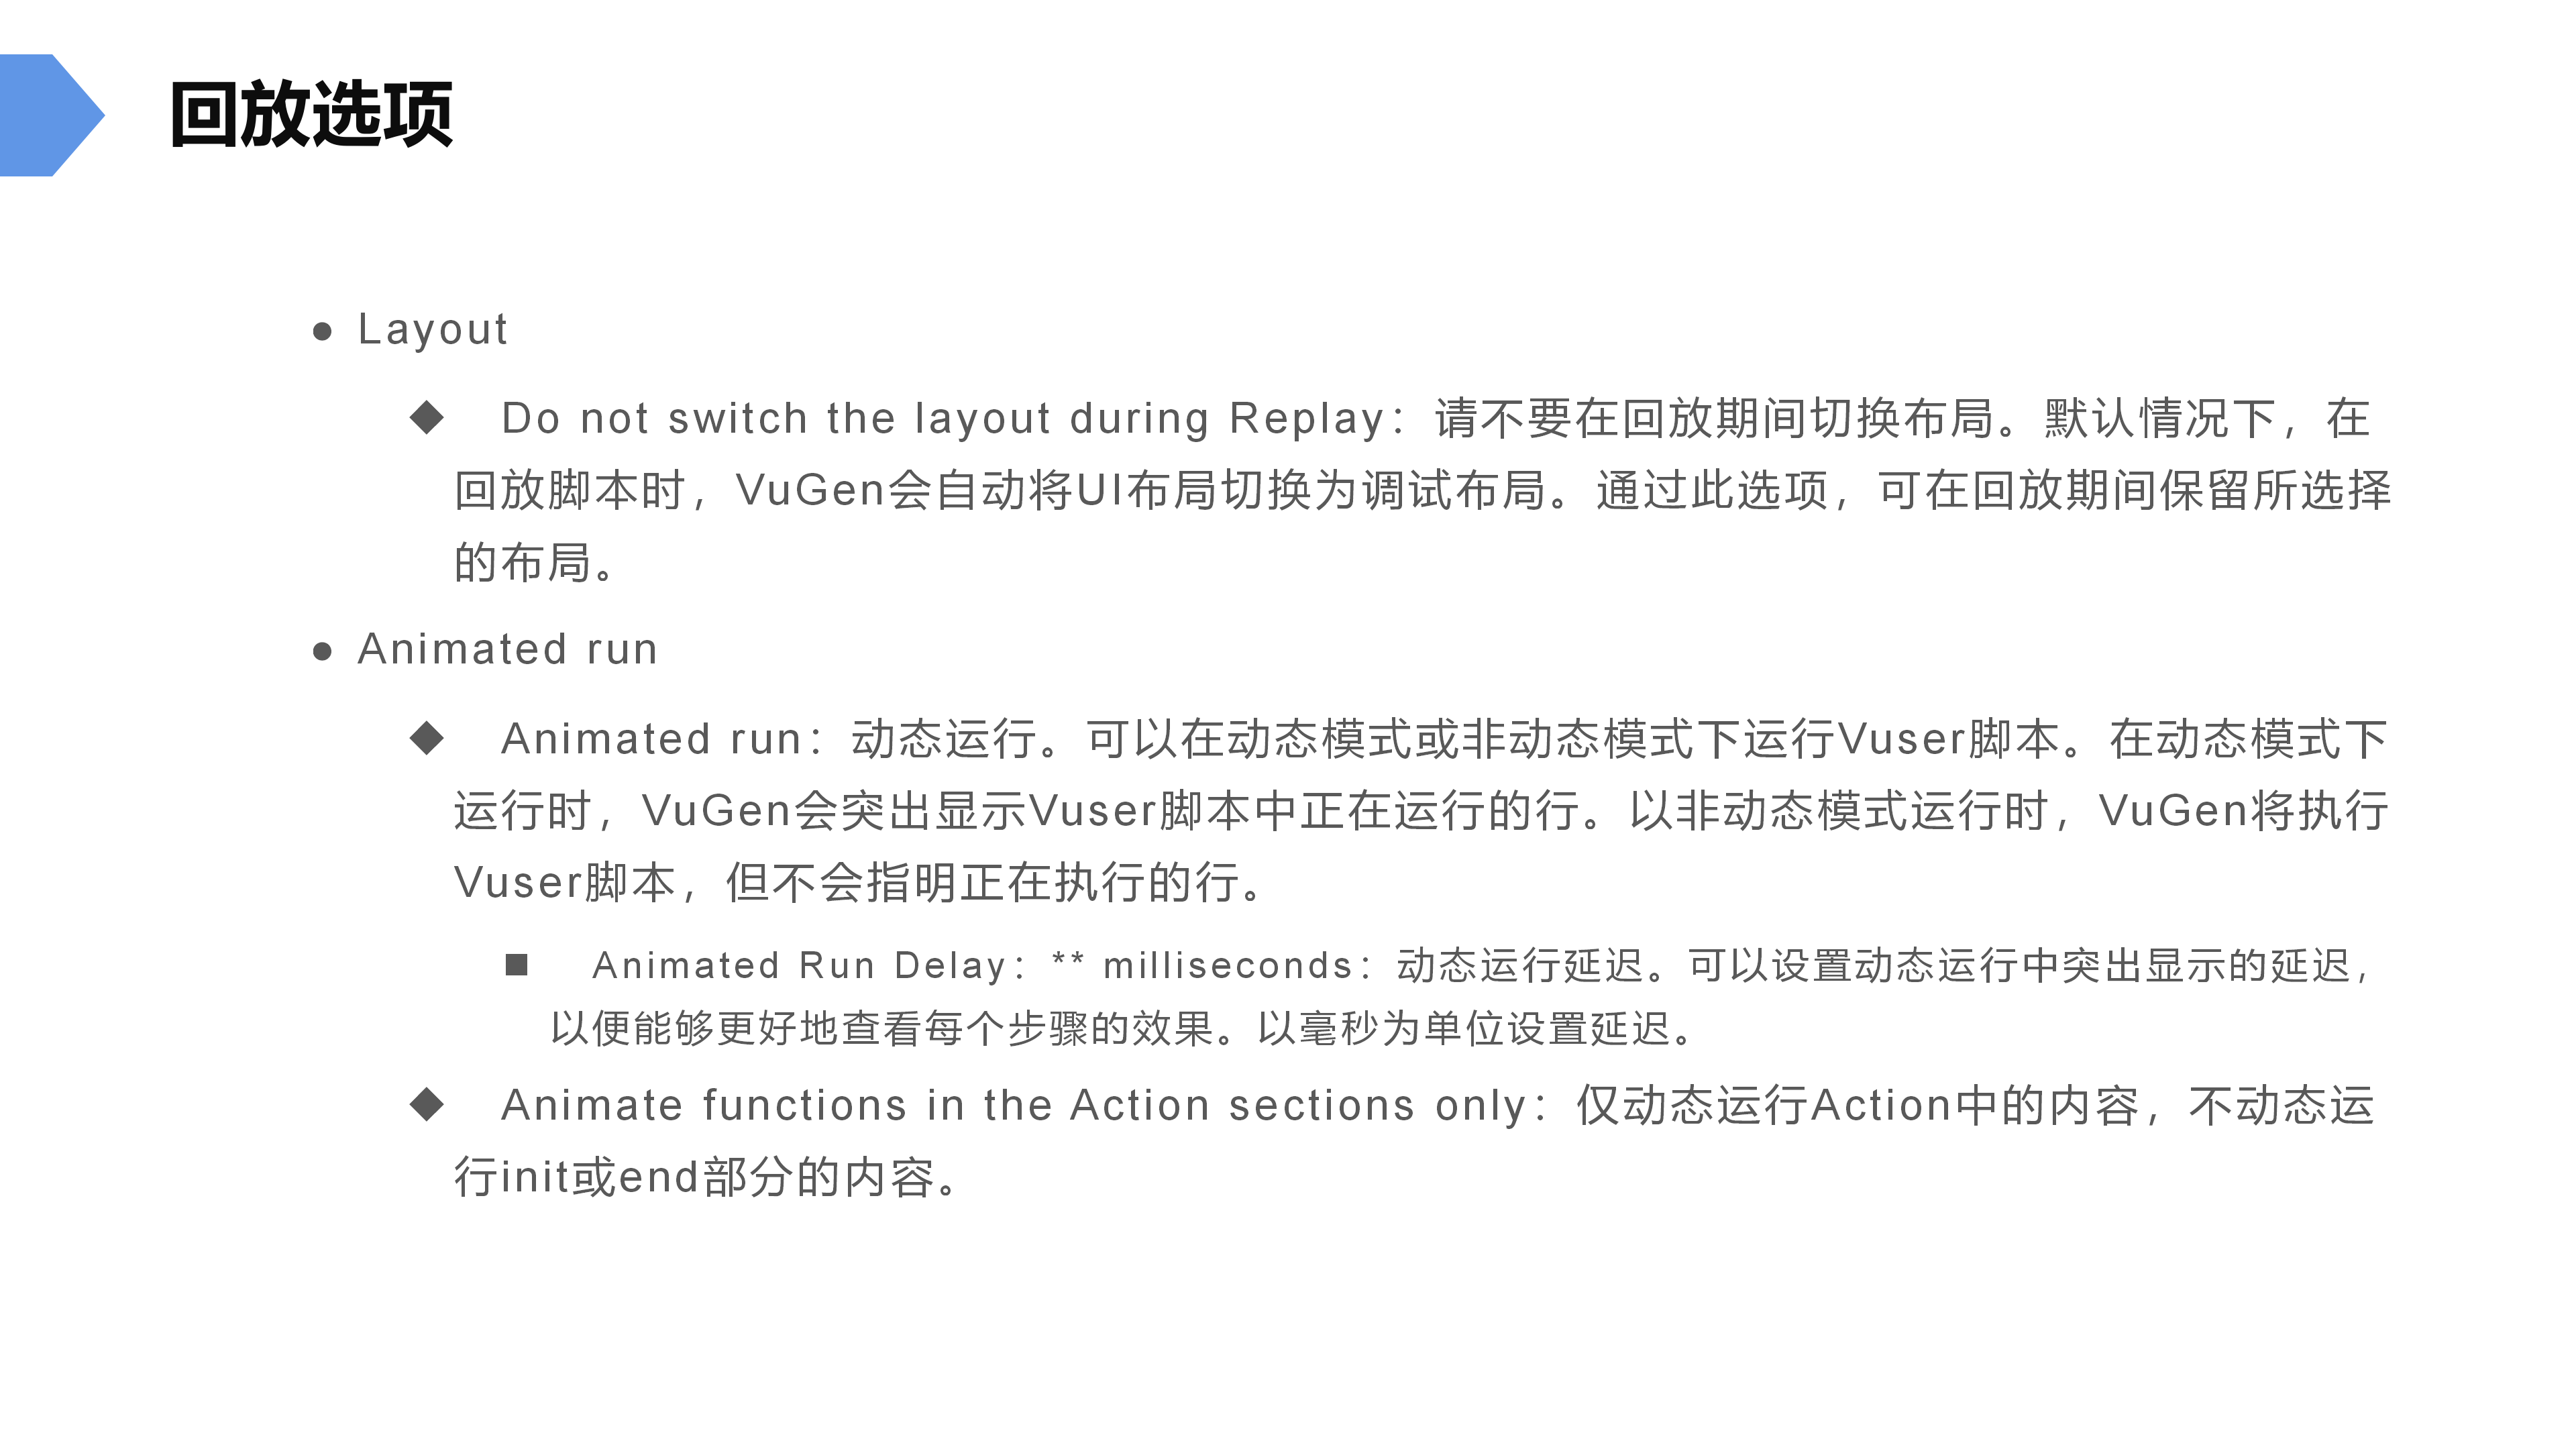 回放选项
● Layout
◆ Do not switch the layout during Replay：请不要在回放期间切换布局。默认情况下，在
回放脚本时，VuGen会自动将UI布局切换为调试布局。通过此选项，可在回放期间保留所选择
的布局。
● Animated run
◆ Animated run：动态运行。可以在动态模式或非动态模式下运行Vuser脚本。在动态模式下
运行时，VuGen会突出显示Vuser脚本中正在运行的行。以非动态模式运行时，VuGen将执行
Vuser脚本，但不会指明正在执行的行。
■ Animated Run Delay：** milliseconds：动态运行延迟。可以设置动态运行中突出显示的延迟，
以便能够更好地查看每个步骤的效果。以毫秒为单位设置延迟。
◆ Animate functions in the Action sections only：仅动态运行Action中的内容，不动态运
行init或end部分的内容。